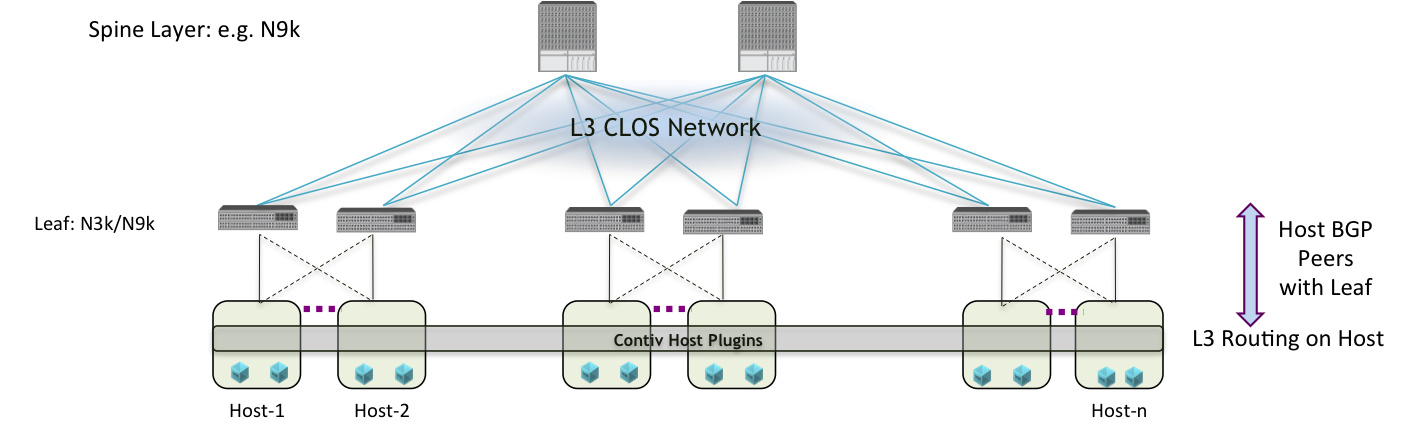 Spine Layer: e.g. N9k
L3 CLOS Network
Leaf: N3k/N9k
Host BGP
Peers
with Leaf
Contiv Host Plugins
L3 Routing on Host
Host-1
Host-2
Host-n